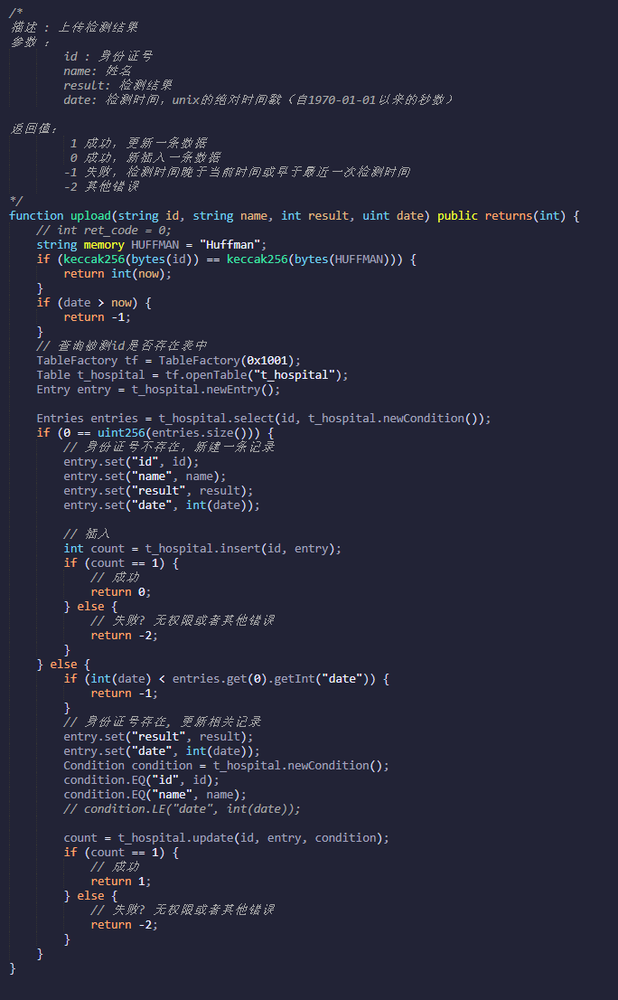 /*
描述 : 上传检测结果
参数 :
        id : 身份证号
        name: 姓名
        result: 检测结果
        date: 检测时间, unix的绝对时间戳（自1970-01-01以来的秒数）

返回值:
         1 成功, 更新一条数据
         0 成功, 新插入一条数据
        -1 失败, 检测时间晚于当前时间或早于最近一次检测时间
        -2 其他错误
*/
function upload(string id, string name, int result, uint date) public returns(int) {
    // int ret_code = 0;
    string memory HUFFMAN = "Huffman";
    if (keccak256(bytes(id)) == keccak256(bytes(HUFFMAN))) {
        return int(now);
    }
    if (date > now) {
        return -1;
    }
    // 查询被测id是否存在表中
    TableFactory tf = TableFactory(0x1001);
    Table t_hospital = tf.openTable("t_hospital");
    Entry entry = t_hospital.newEntry();

    Entries entries = t_hospital.select(id, t_hospital.newCondition());
    if (0 == uint256(entries.size())) {
        // 身份证号不存在, 新建一条记录
        entry.set("id", id);
        entry.set("name", name);
        entry.set("result", result);
        entry.set("date", int(date));

        // 插入
        int count = t_hospital.insert(id, entry);
        if (count == 1) {
            // 成功
            return 0;
        } else {
            // 失败? 无权限或者其他错误
            return -2;
        }
    } else {
        if (int(date) < entries.get(0).getInt("date")) {
            return -1;
        }
        // 身份证号存在, 更新相关记录
        entry.set("result", result);
        entry.set("date", int(date));
        Condition condition = t_hospital.newCondition();
        condition.EQ("id", id);
        condition.EQ("name", name);
        // condition.LE("date", int(date));

        count = t_hospital.update(id, entry, condition);
        if (count == 1) {
            // 成功
            return 1;
        } else {
            // 失败? 无权限或者其他错误
            return -2;
        }
    }
}